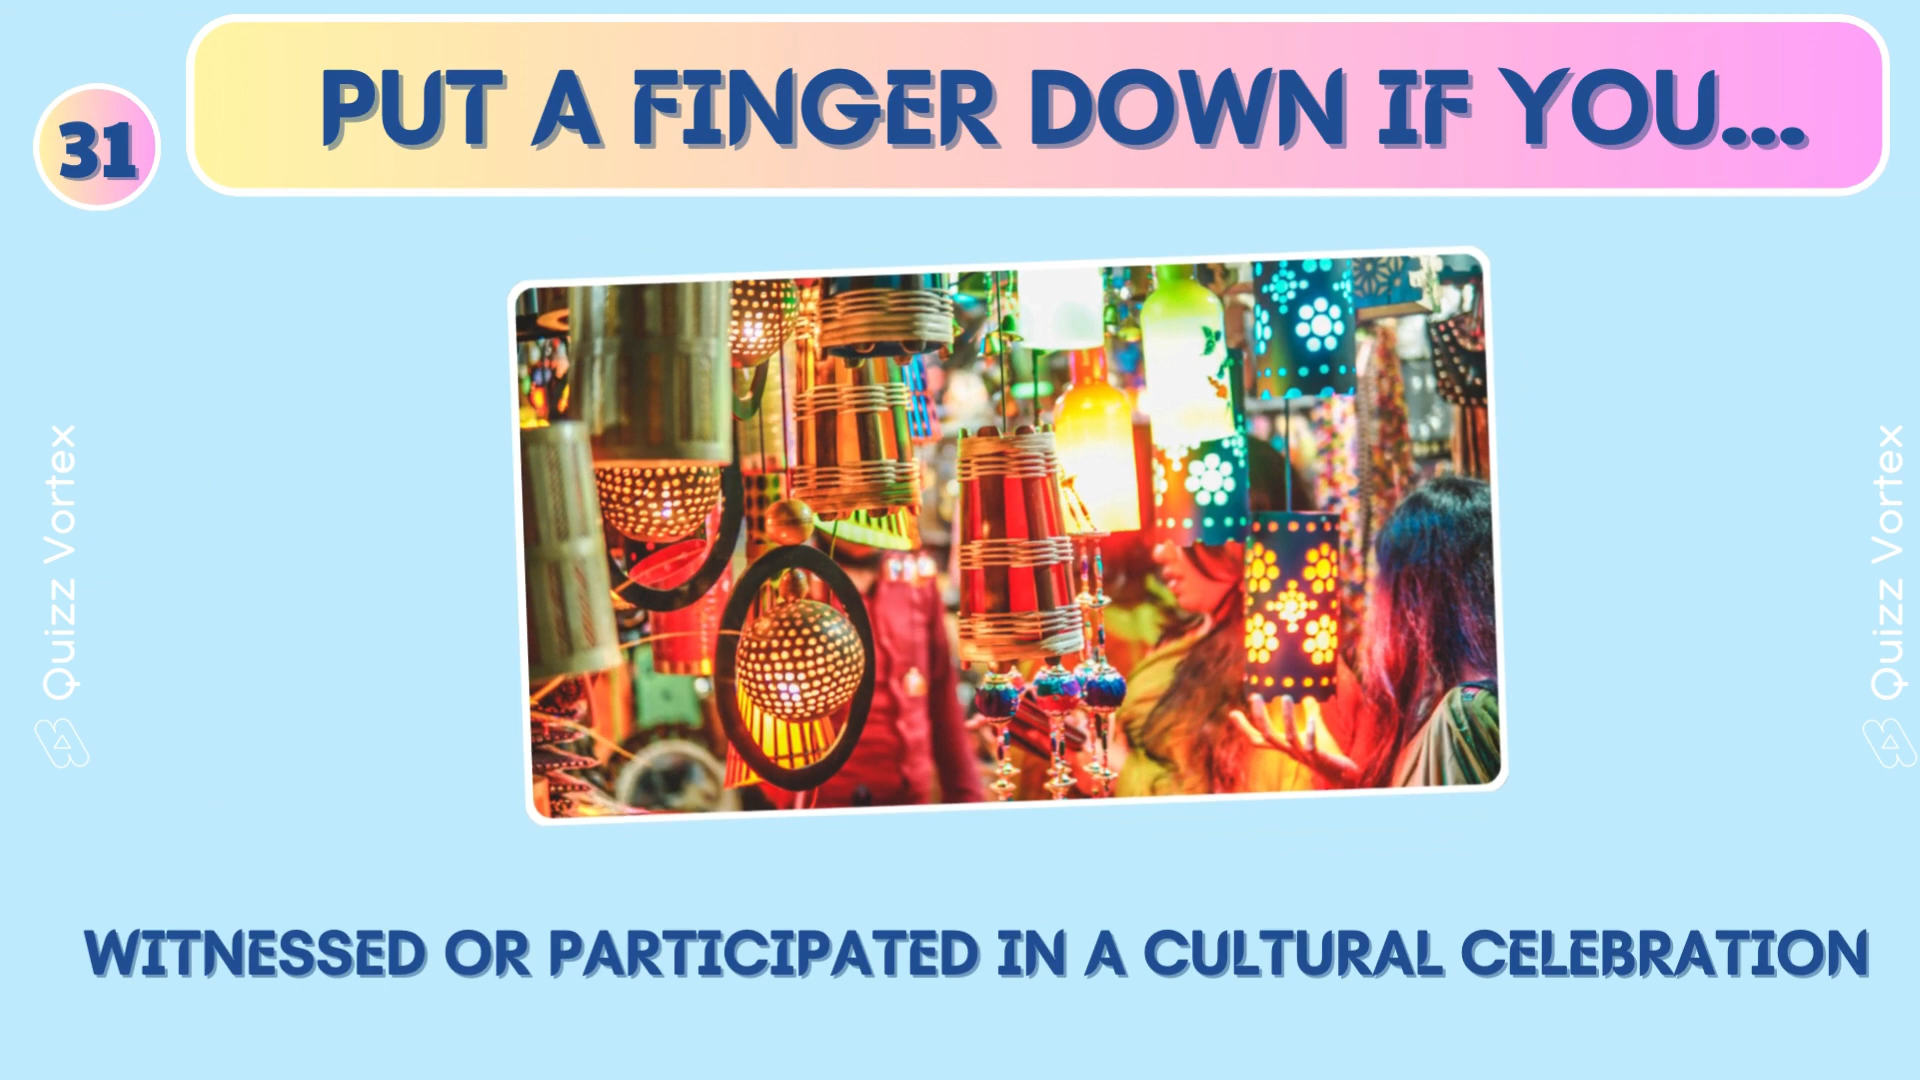 PUT A FINGER DOWN IF YOU...
31
Quizz Vortex
Quizz Vortex
WITNESSED OR PARTICIPATED IN A CULTURAL CELEBRATION